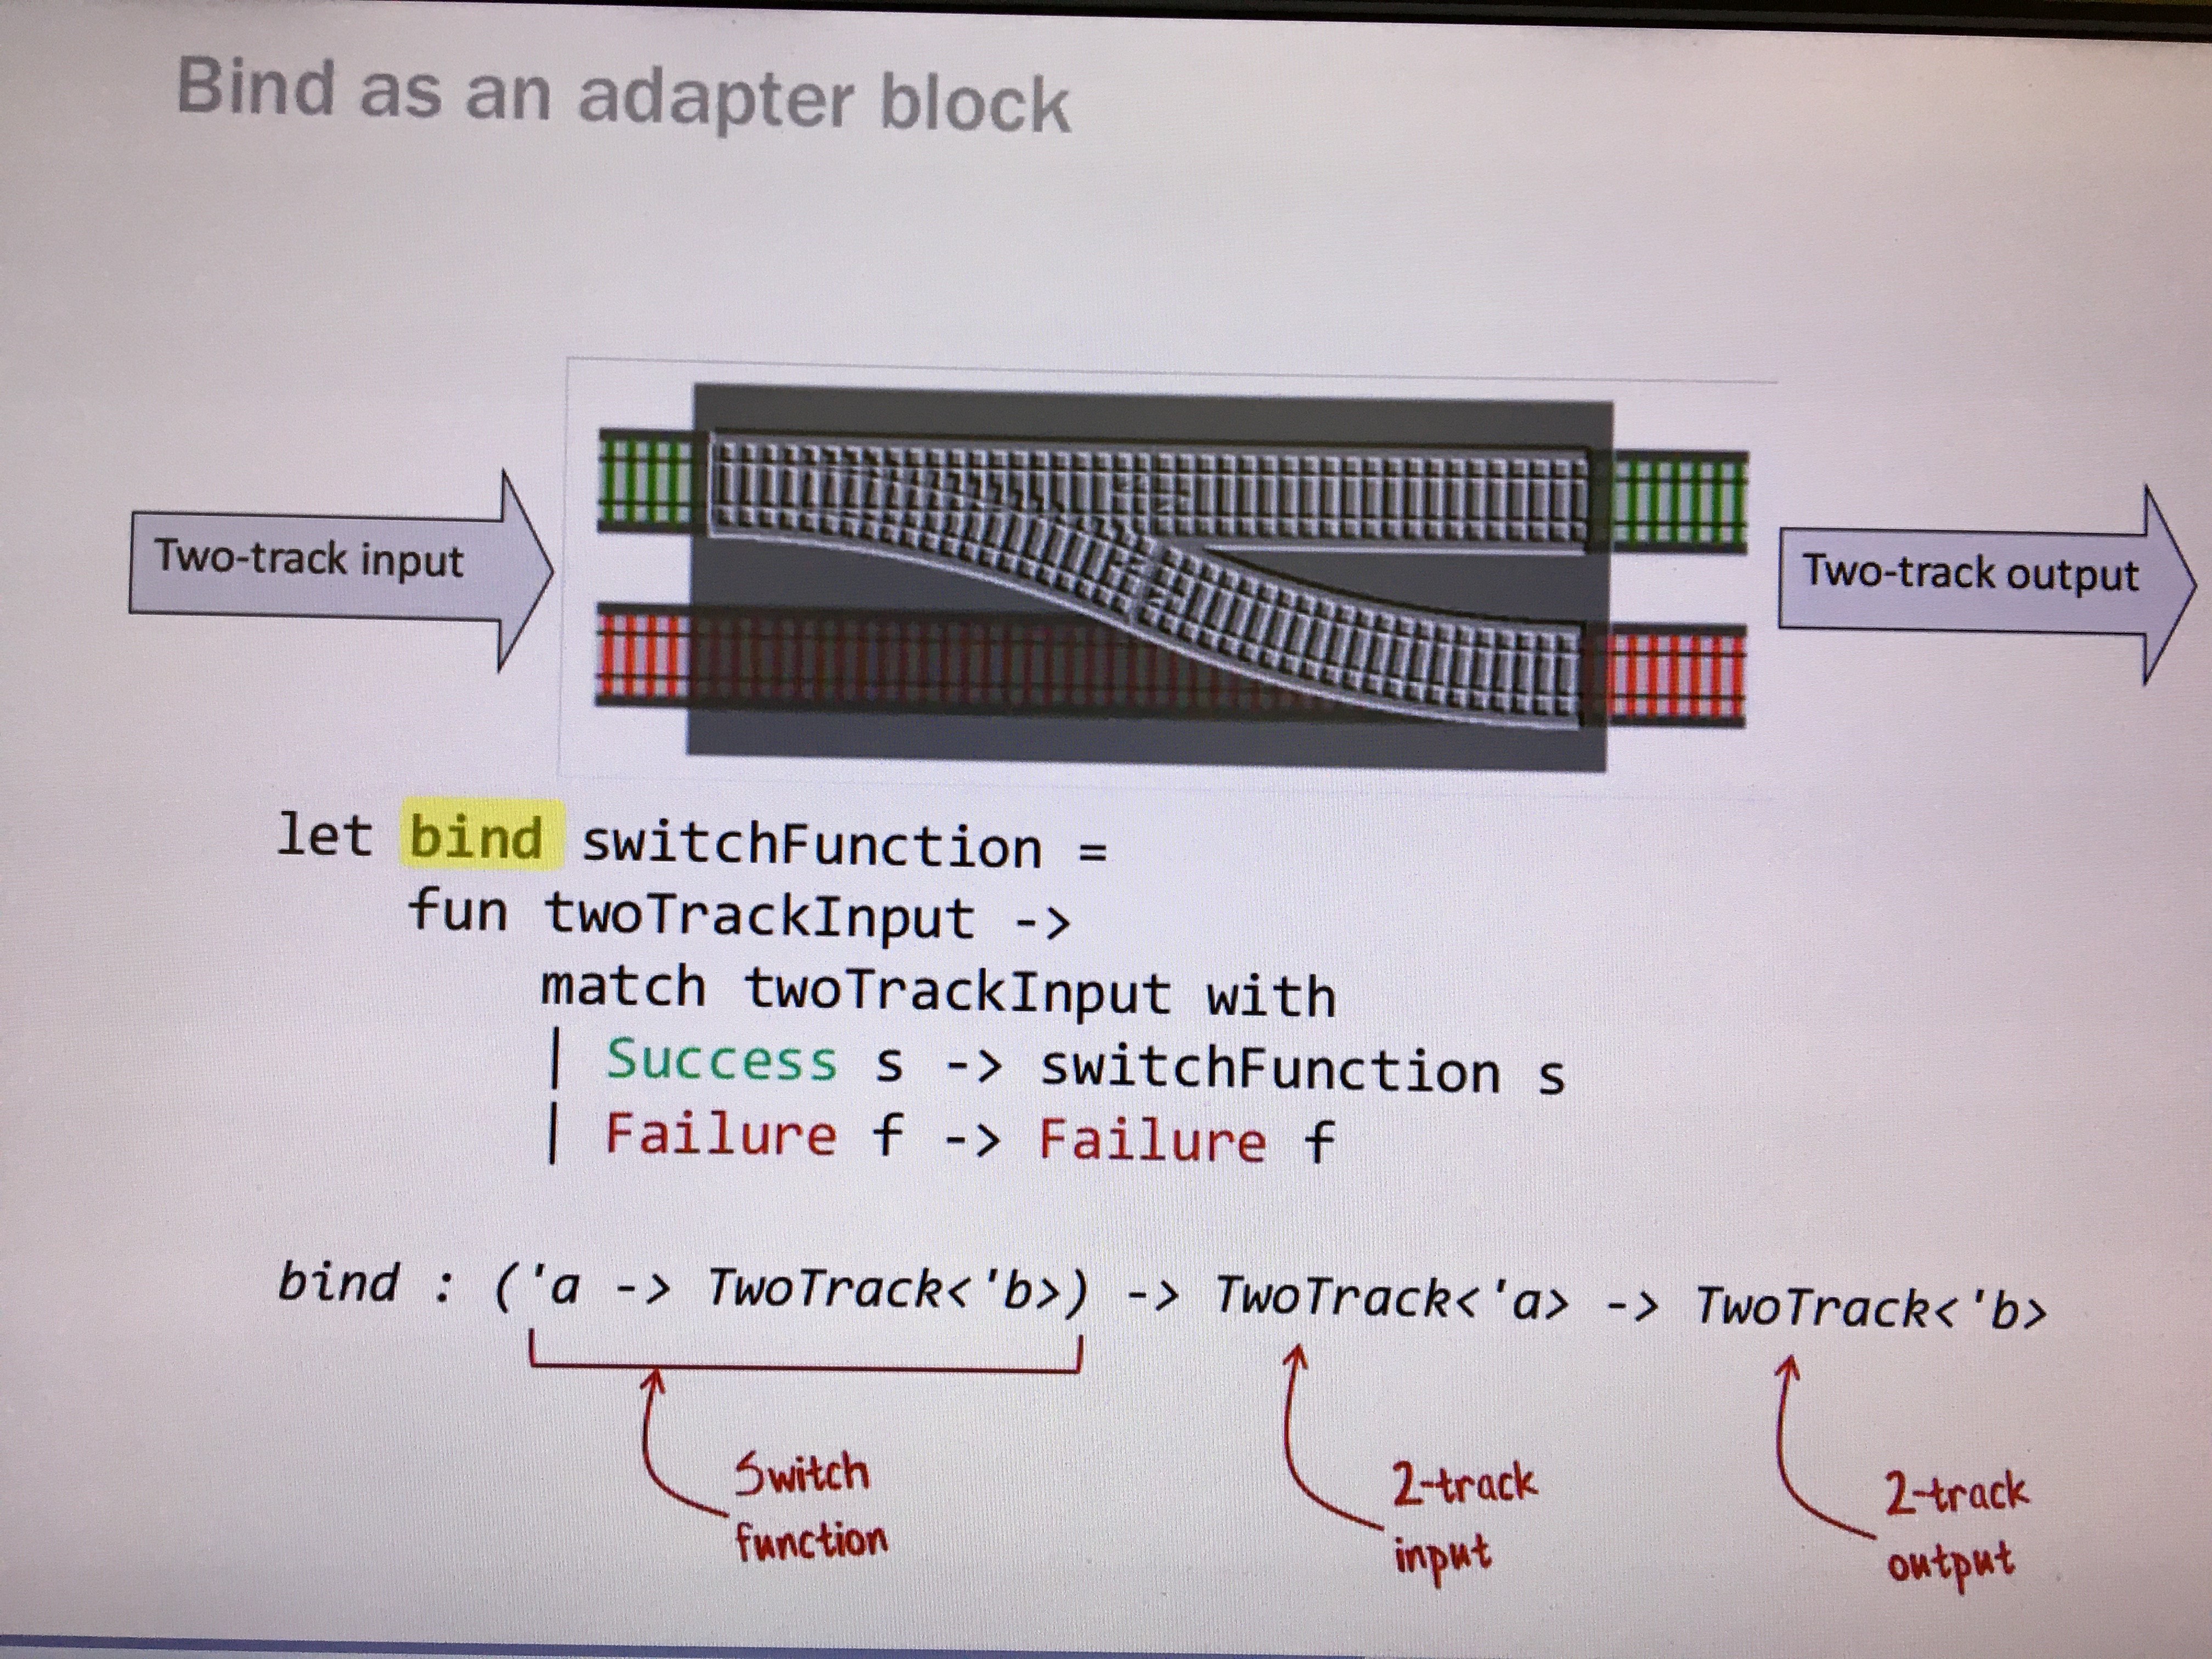 Bind as an adapter block
Two-track input
Two-track output
let bind switchFunction =
fun twoTrackInput ->
match twoTrackInput with
| Success s -> switchFunction s
| Failure f -> Failure f
bind : ('a -> TwoTrack<'b>) -> TwoTrack<'a> -> TwoTrack<'b>
Switch
function
2-track
input
2-track
output